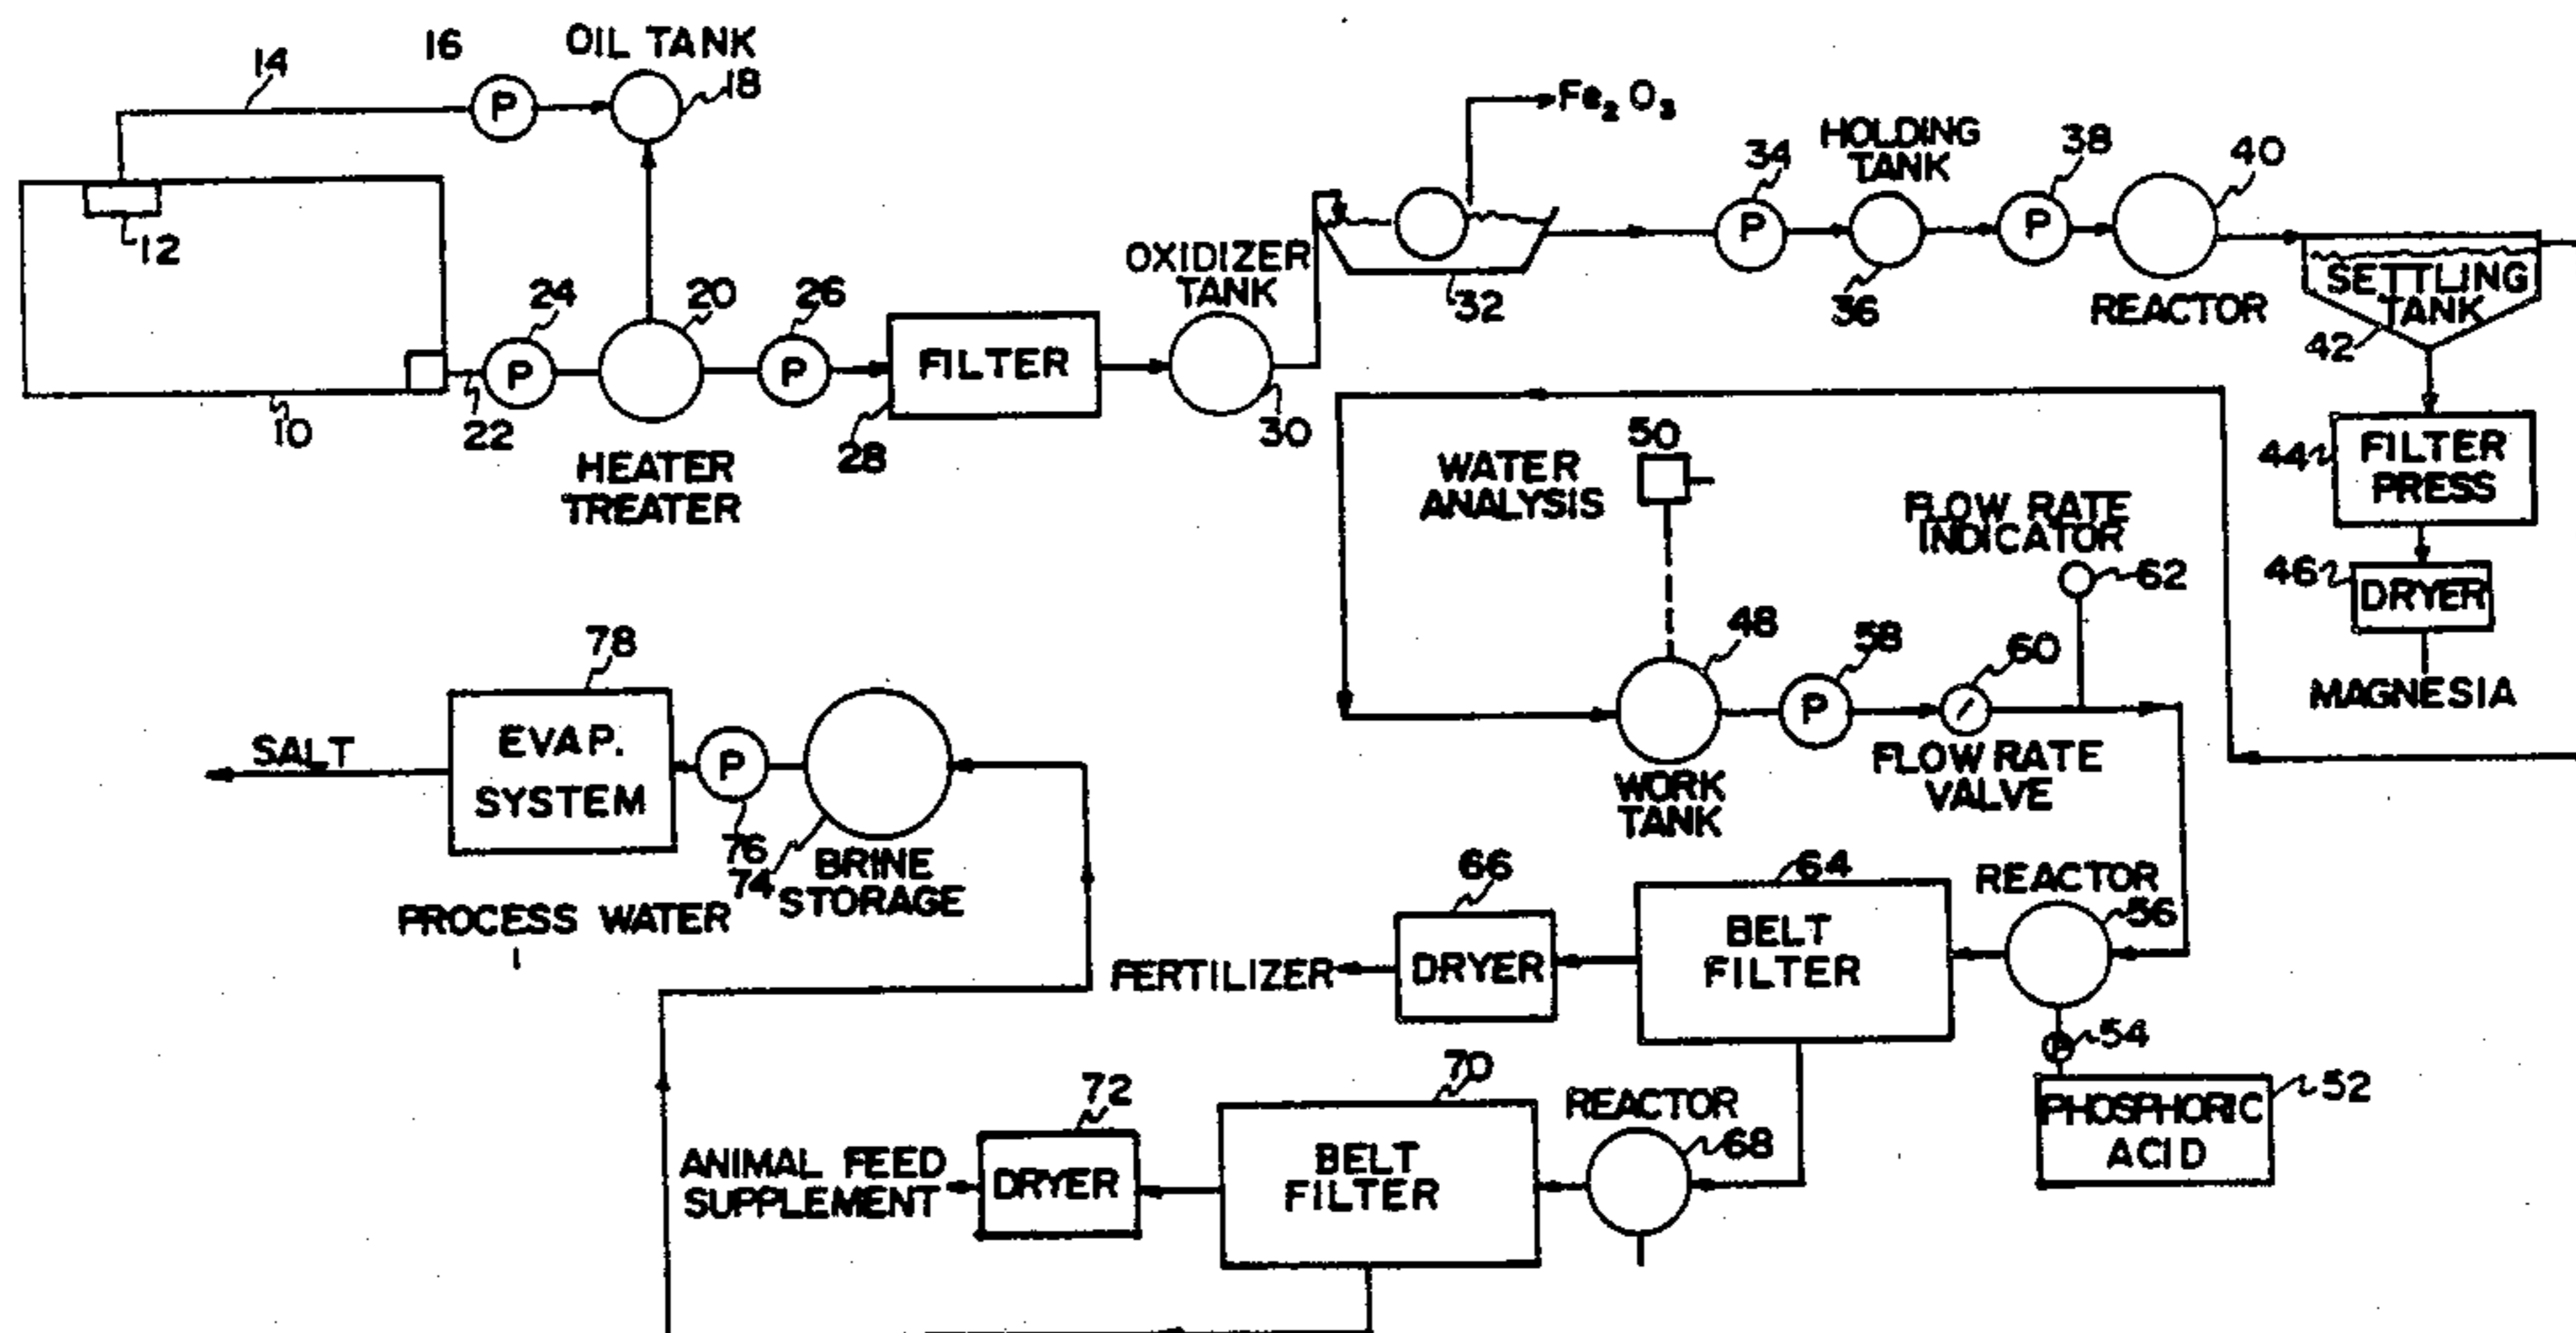 16
OIL TANK
14
P
18
12
10
22
24
P
20
HEATER
TREATER
26
P
28
FILTER
OXIDIZER
TANK
30
Fe₂O₃
32
34
P
HOLDING
TANK
36
38
P
40
REACTOR
SETTLING
TANK
42
44
FILTER
PRESS
46
DRYER
MAGNESIA
WATER
ANALYSIS
50
48
WORK
TANK
58
P
60
FLOW RATE
VALVE
FLOW RATE
INDICATOR
62
REACTOR
56
P
54
PHOSPHORIC
ACID
52
64
BELT
FILTER
66
DRYER
FERTILIZER
REACTOR
68
70
BELT
FILTER
72
DRYER
ANIMAL FEED
SUPPLEMENT
78
EVAP.
SYSTEM
SALT
P
76
74
BRINE
STORAGE
PROCESS WATER